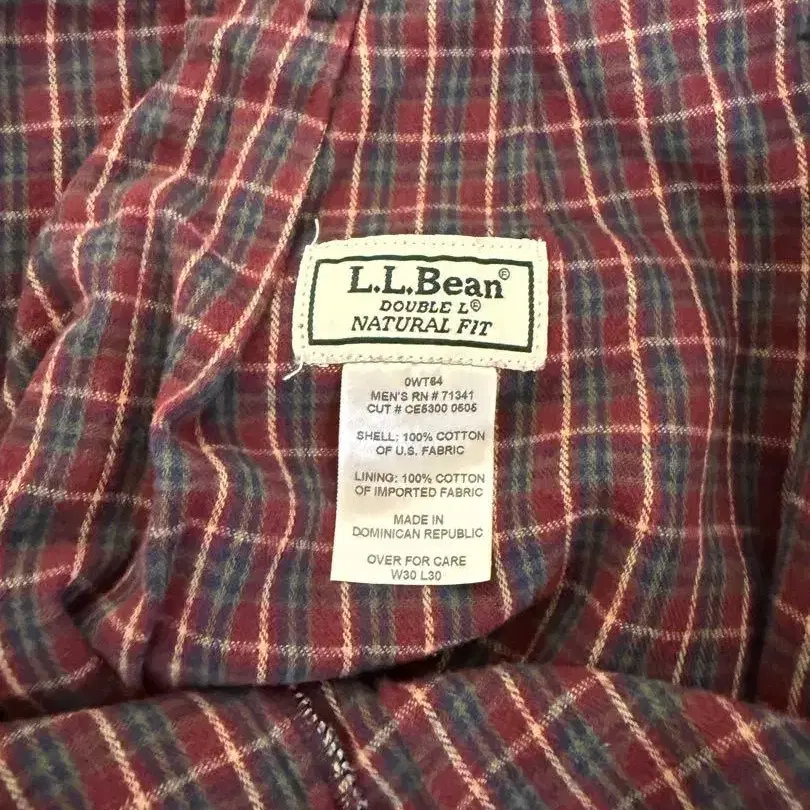 L.L.Bean®
DOUBLE L®
NATURAL FIT
0WT64
MEN'S RN # 71341
CUT # CE5300 0505
SHELL: 100% COTTON
OF U.S. FABRIC
LINING: 100% COTTON
OF IMPORTED FABRIC
MADE IN
DOMINICAN REPUBLIC
OVER FOR CARE
W30 L30